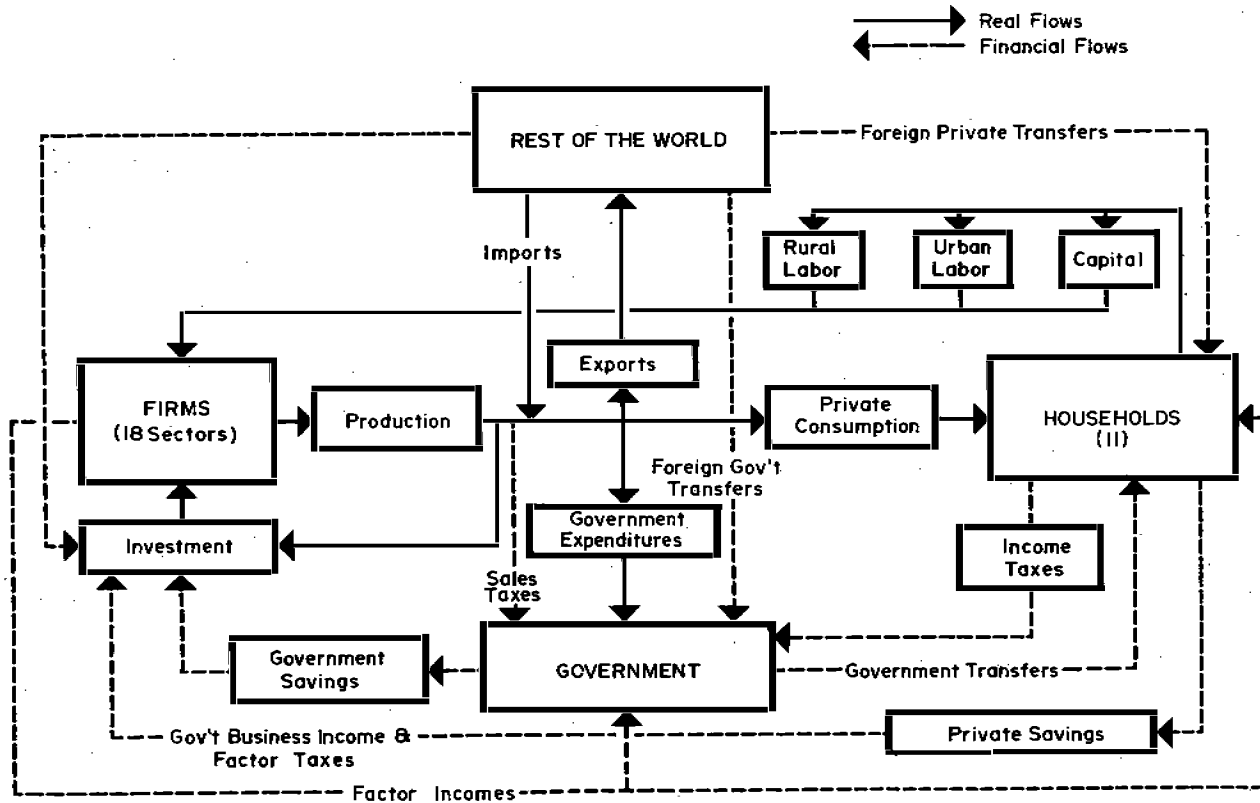 Real Flows
Financial Flows
REST OF THE WORLD
Foreign Private Transfers
Imports
Rural
Labor
Urban
Labor
Capital
Exports
FIRMS
(18 Sectors)
Production
Private
Consumption
HOUSEHOLDS
(11)
Foreign Gov't
Transfers
Investment
Government
Expenditures
Income
Taxes
Sales
Taxes
Government
Savings
GOVERNMENT
Government Transfers
Gov't Business Income &
Factor Taxes
Private Savings
Factor Incomes